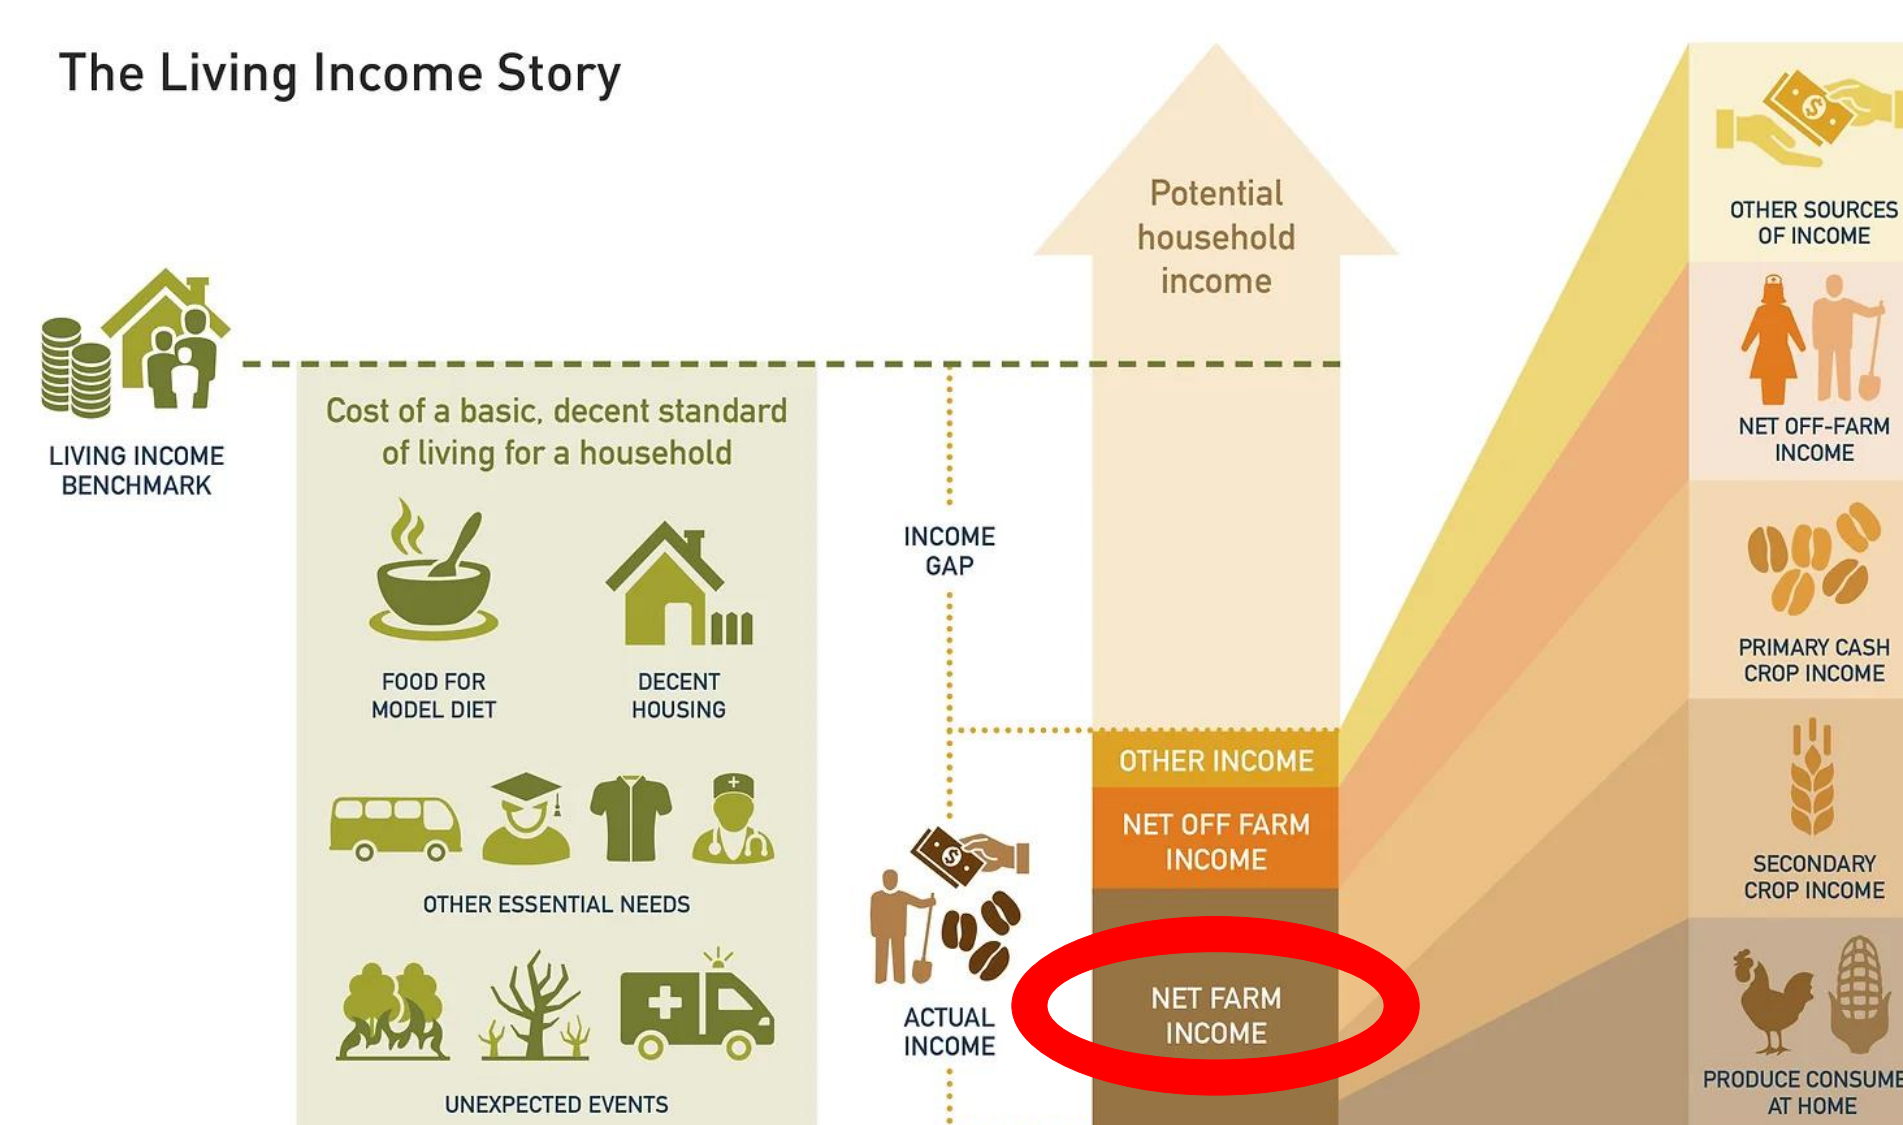 The Living Income Story
LIVING INCOME
BENCHMARK
Cost of a basic, decent standard
of living for a household
FOOD FOR
MODEL DIET
DECENT
HOUSING
OTHER ESSENTIAL NEEDS
UNEXPECTED EVENTS
INCOME
GAP
ACTUAL
INCOME
Potential
household
income
OTHER INCOME
NET OFF FARM
INCOME
NET FARM
INCOME
OTHER SOURCES
OF INCOME
NET OFF-FARM
INCOME
PRIMARY CASH
CROP INCOME
SECONDARY
CROP INCOME
PRODUCE CONSUME
AT HOME